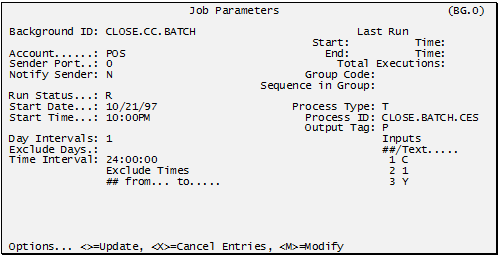 Job Parameters (BG.0)
Background ID: CLOSE.CC.BATCH Last Run
Start: Time:
Account......: POS End: Time:
Sender Port..: 0 Total Executions:
Notify Sender: N Group Code:
Sequence in Group:
Run Status...: R
Start Date...: 10/21/97 Process Type: T
Start Time...: 10:00PM Process ID: CLOSE.BATCH.CES
Output Tag: P
Day Intervals: 1 Inputs
Exclude Days.: ##/Text.....
Time Interval: 24:00:00 1 C
Exclude Times 2 1
## from... to..... 3 Y
Options... <>=Update, <X>=Cancel Entries, <M>=Modify